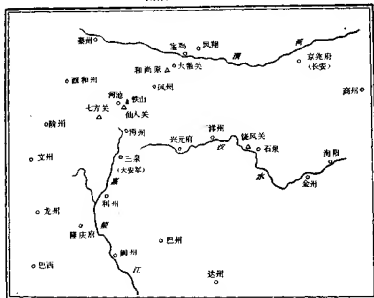 秦州
宝鸡
凤翔
渭
河
京兆府
(长安)
和尚原
大散关
商州
西和州
凤州
河池
铁山
仙人关
七方关
阶州
沔州
兴元府
洋州
饶风关
石泉
洵阳
汉
水
金州
文州
三泉
(大安军)
嘉
利州
龙州
陵
隆庆府
阆州
巴州
巴西
江
达州